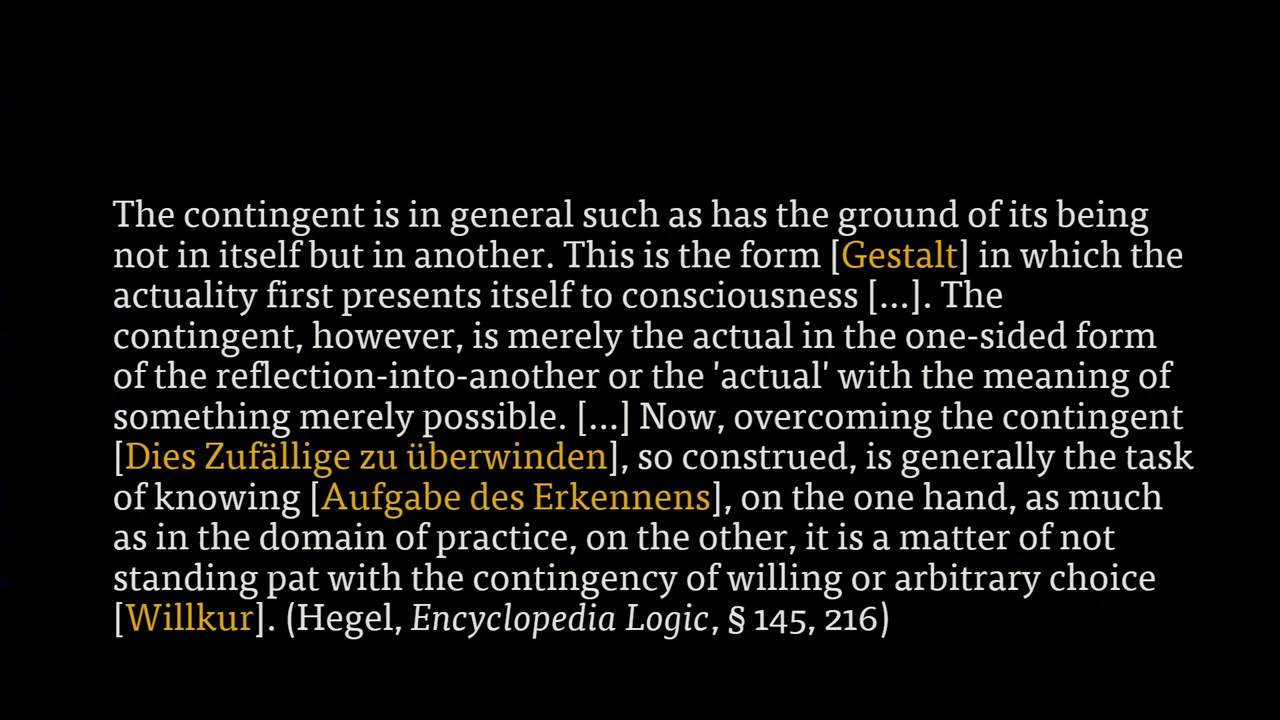 The contingent is in general such as has the ground of its being
not in itself but in another. This is the form [Gestalt] in which the
actuality first presents itself to consciousness [...]. The
contingent, however, is merely the actual in the one-sided form
of the reflection-into-another or the 'actual' with the meaning of
something merely possible. [...] Now, overcoming the contingent
[Dies Zufällige zu überwinden], so construed, is generally the task
of knowing [Aufgabe des Erkennens], on the one hand, as much
as in the domain of practice, on the other, it is a matter of not
standing pat with the contingency of willing or arbitrary choice
[Willkur]. (Hegel, Encyclopedia Logic, § 145, 216)